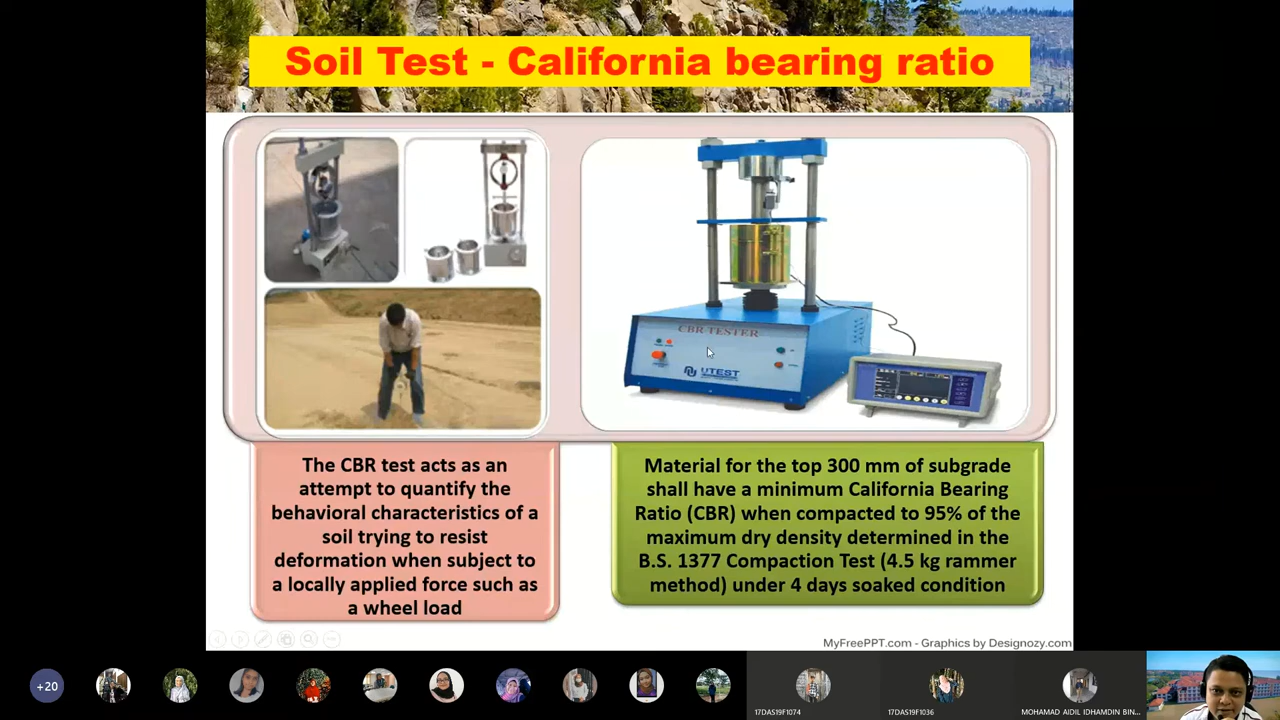 Soil Test - California bearing ratio
CBR TESTER
UTEST
The CBR test acts as an
attempt to quantify the
behavioral characteristics of a
soil trying to resist
deformation when subject to
a locally applied force such as
a wheel load
Material for the top 300 mm of subgrade
shall have a minimum California Bearing
Ratio (CBR) when compacted to 95% of the
maximum dry density determined in the
B.S. 1377 Compaction Test (4.5 kg rammer
method) under 4 days soaked condition
MyFreePPT.com - Graphics by Designozy.com
+20
17DAS19F1074
17DAS19F1036
MOHAMAD AIDIL IDHAMDIN BIN...